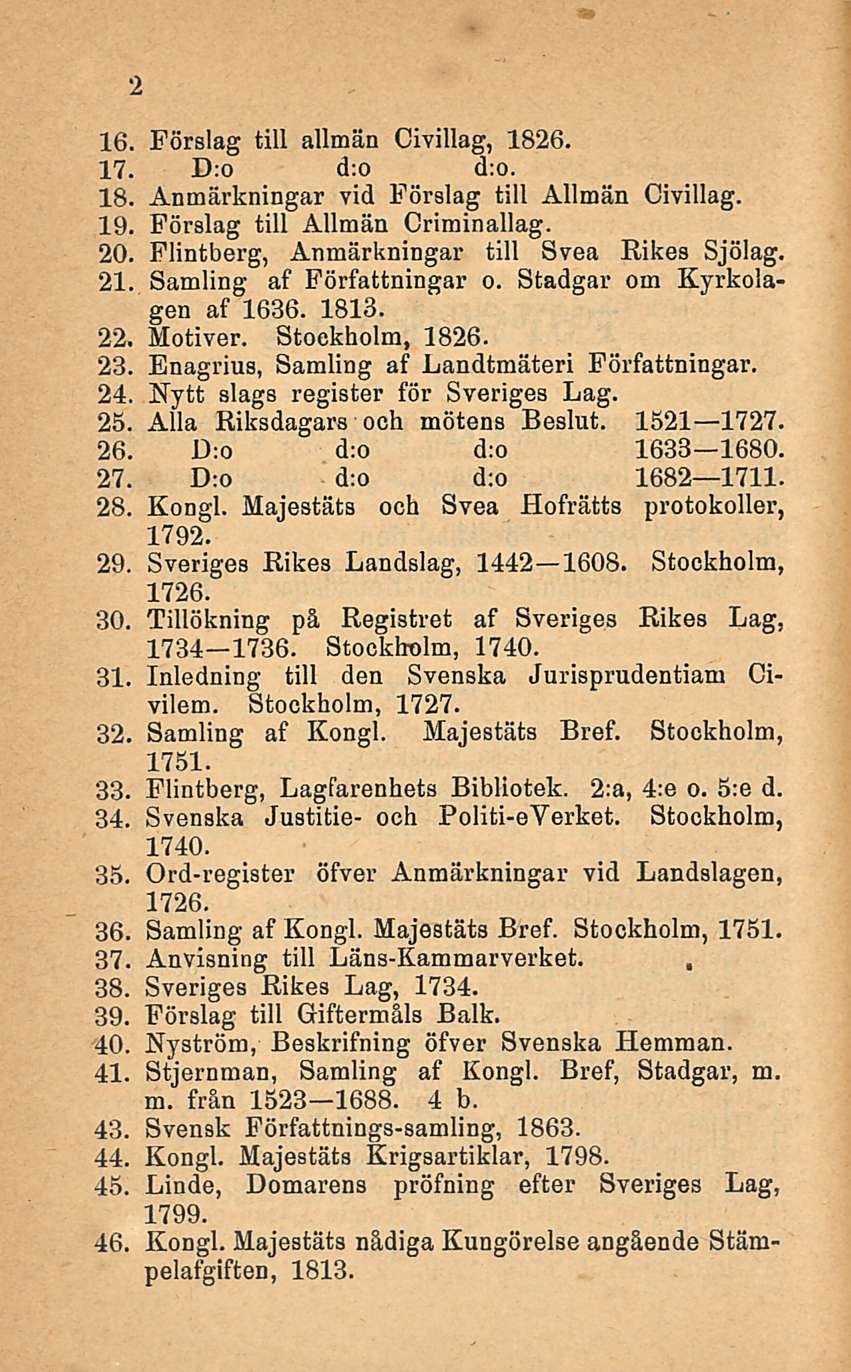 2
16. Förslag till allmän Civillag, 1826.
17. D:o d:o d:o.
18. Anmärkningar vid Förslag till Allmän Civillag.
19. Förslag till Allmän Criminallag.
20. Flintberg, Anmärkningar till Svea Rikes Sjölag.
21. Samling af Författningar o. Stadgar om Kyrkola-
gen af 1636. 1813.
22. Motiver. Stockholm, 1826.
23. Enagrius, Samling af Landtmäteri Författningar.
24. Nytt slags register för Sveriges Lag.
25. Alla Riksdagars och mötens Beslut. 1521—1727.
26. D:o d:o d:o 1633—1680.
27. D:o d:o d:o 1682—1711.
28. Kongl. Majestäts och Svea Hofrätts protokoller,
1792.
29. Sveriges Rikes Landslag, 1442—1608. Stockholm,
1726.
30. Tillökning på Registret af Sveriges Rikes Lag,
1734—1736. Stockholm, 1740.
31. Inledning till den Svenska Jurisprudentiam Ci-
vilem. Stockholm, 1727.
32. Samling af Kongl. Majestäts Bref. Stockholm,
1751.
33. Flintberg, Lagfarenhets Bibliotek. 2:a, 4:e o. 5:e d.
34. Svenska Justitie- och Politi-eVerket. Stockholm,
1740.
35. Ord-register öfver Anmärkningar vid Landslagen,
1726.
36. Samling af Kongl. Majestäts Bref. Stockholm, 1751.
37. Anvisning till Läns-Kammarverket.
38. Sveriges Rikes Lag, 1734.
39. Förslag till Giftermåls Balk.
40. Nyström, Beskrifning öfver Svenska Hemman.
41. Stjernman, Samling af Kongl. Bref, Stadgar, m.
m. från 1523—1688. 4 b.
43. Svensk Författnings-samling, 1863.
44. Kongl. Majestäts Krigsartiklar, 1798.
45. Linde, Domarens pröfning efter Sveriges Lag,
1799.
46. Kongl. Majestäts nådiga Kungörelse angående Stäm-
pelafgiften, 1813.